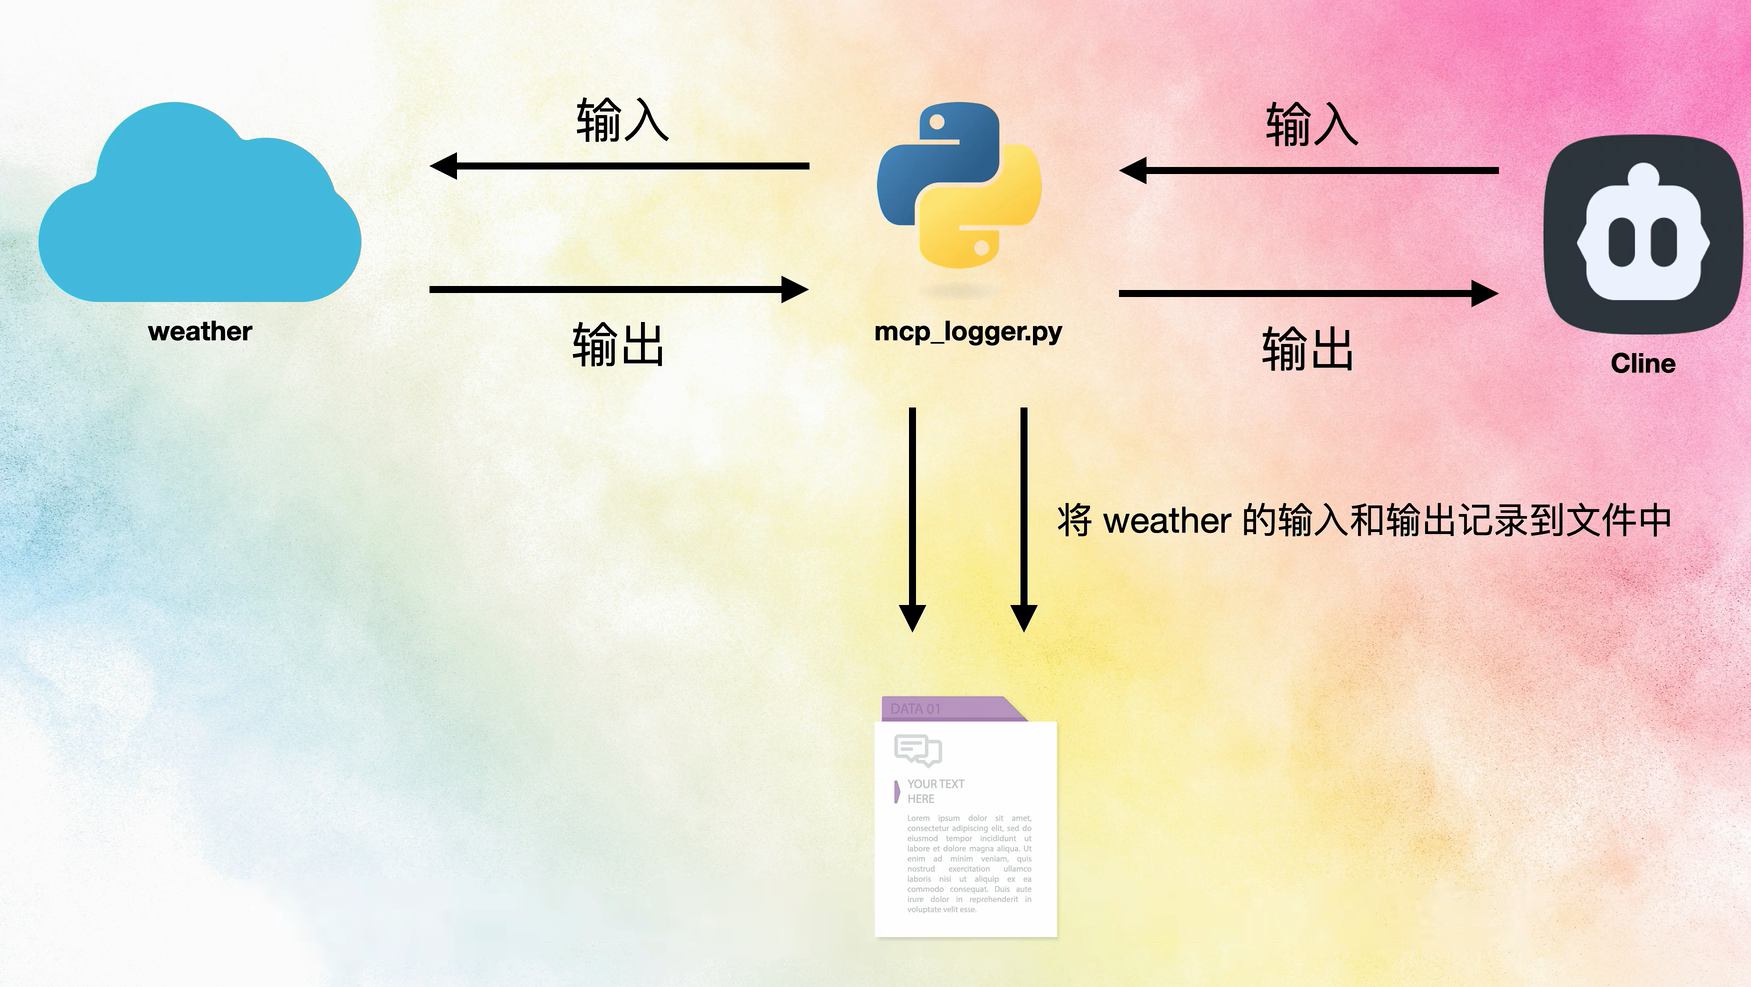 输入
输入
weather
输出
mcp_logger.py
输出
Cline
将 weather 的输入和输出记录到文件中
DATA 01
YOUR TEXT
HERE
Lorem ipsum dolor sit amet,
consectetur adipiscing elit, sed do
eiusmod tempor incididunt ut
labore et dolore magna aliqua. Ut
enim ad minim veniam, quis
nostrud exercitation ullamco
laboris nisi ut aliquip ex ea
commodo consequat. Duis aute
irure dolor in reprehenderit in
voluptate velit esse.